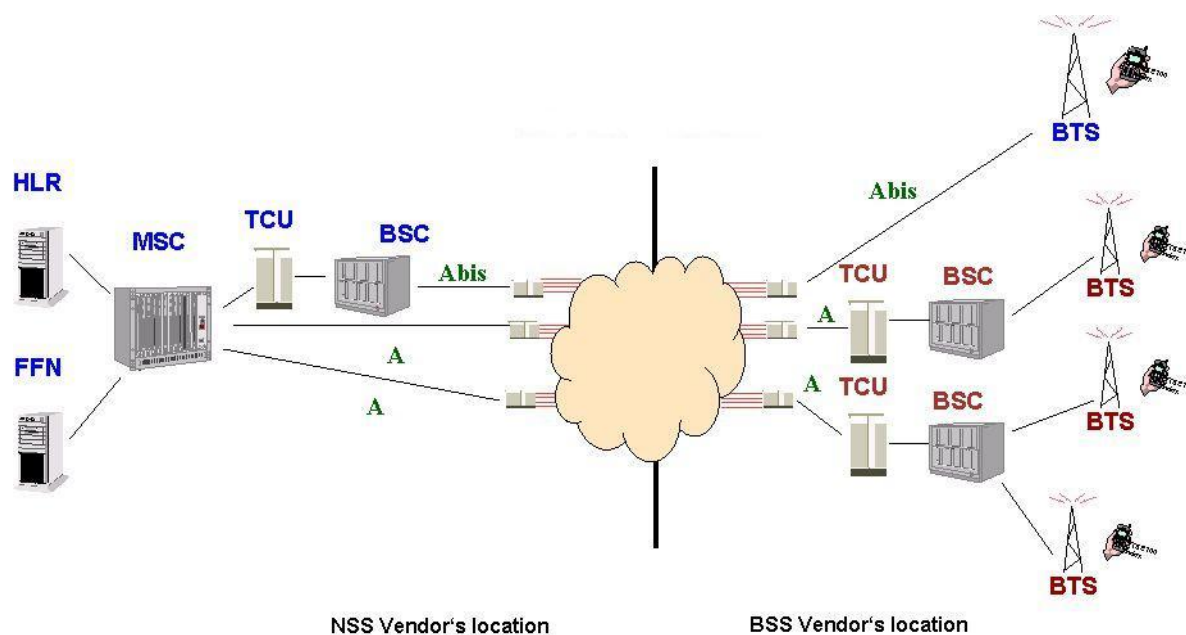 BTS
HLR
Abis
TCU
MSC
BSC
Abis
TCU
BSC
BTS
A
FFN
A
TCU
BSC
A
A
BTS
BTS
NSS Vendor's location
BSS Vendor's location